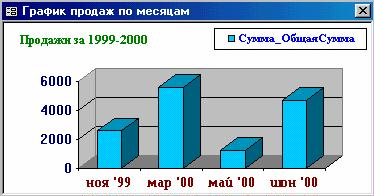 График продаж по месяцам
Продажи за 1999-2000
Сумма_ОбщаяСумма
6000
4000
2000
0
ноя '99 мар '00 май '00 июн '00